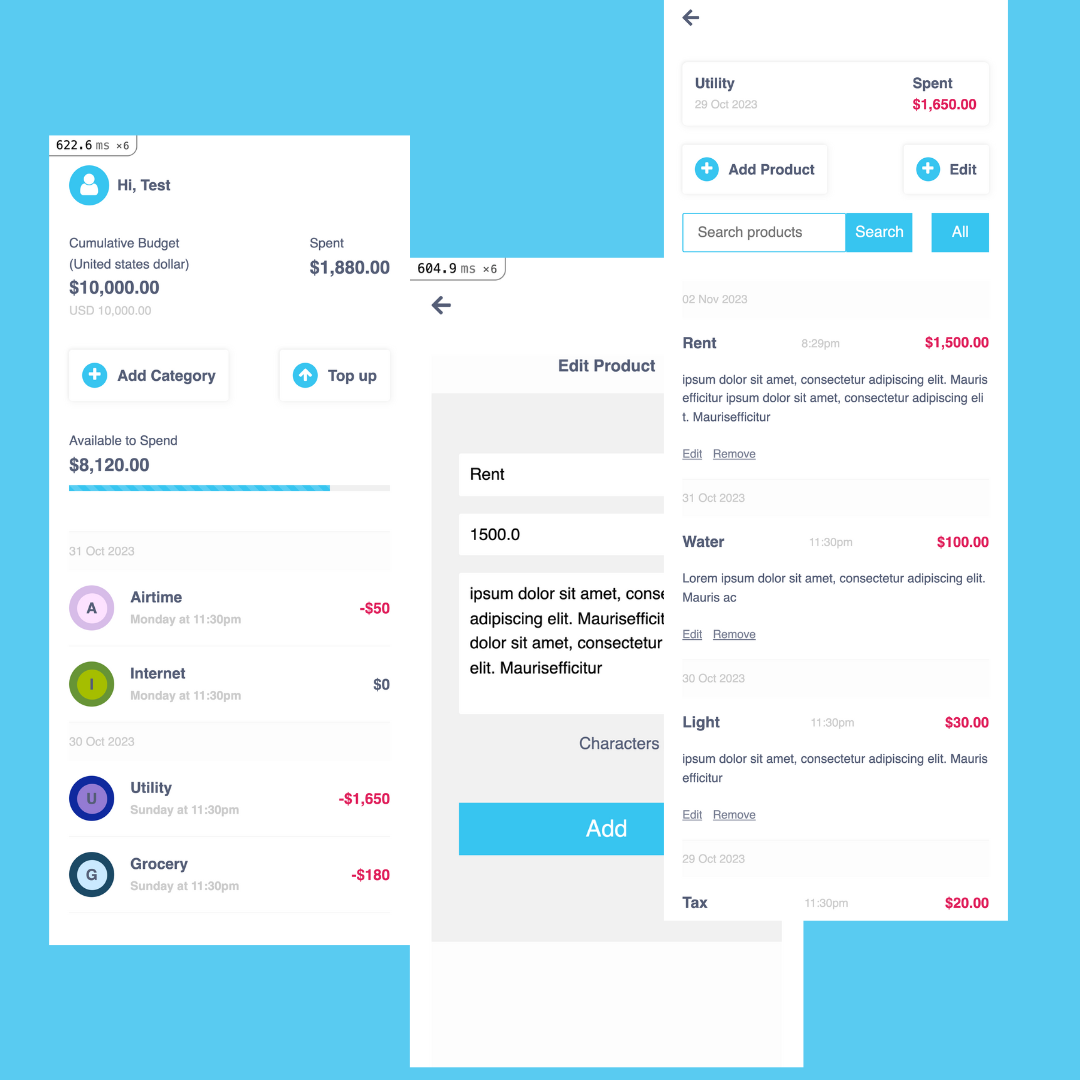 622.6 ms ×6
Hi, Test
Cumulative Budget
(United states dollar)
$10,000.00
USD 10,000.00
Spent
$1,880.00
Add Category
Top up
Available to Spend
$8,120.00
31 Oct 2023
A
Airtime
Monday at 11:30pm
-$50
I
Internet
Monday at 11:30pm
$0
30 Oct 2023
U
Utility
Sunday at 11:30pm
-$1,650
G
Grocery
Sunday at 11:30pm
-$180
604.9 ms ×6
Edit Product
Rent
1500.0
ipsum dolor sit amet, conse
adipiscing elit. Maurisefficit
dolor sit amet, consectetur
elit. Maurisefficitur
Characters
Add
Utility
29 Oct 2023
Spent
$1,650.00
Add Product
Edit
Search products
Search
All
02 Nov 2023
Rent
8:29pm
$1,500.00
ipsum dolor sit amet, consectetur adipiscing elit. Mauris
efficitur ipsum dolor sit amet, consectetur adipiscing eli
t. Maurisefficitur
Edit Remove
31 Oct 2023
Water
11:30pm
$100.00
Lorem ipsum dolor sit amet, consectetur adipiscing elit.
Mauris ac
Edit Remove
30 Oct 2023
Light
11:30pm
$30.00
ipsum dolor sit amet, consectetur adipiscing elit. Mauris
efficitur
Edit Remove
29 Oct 2023
Tax
11:30pm
$20.00